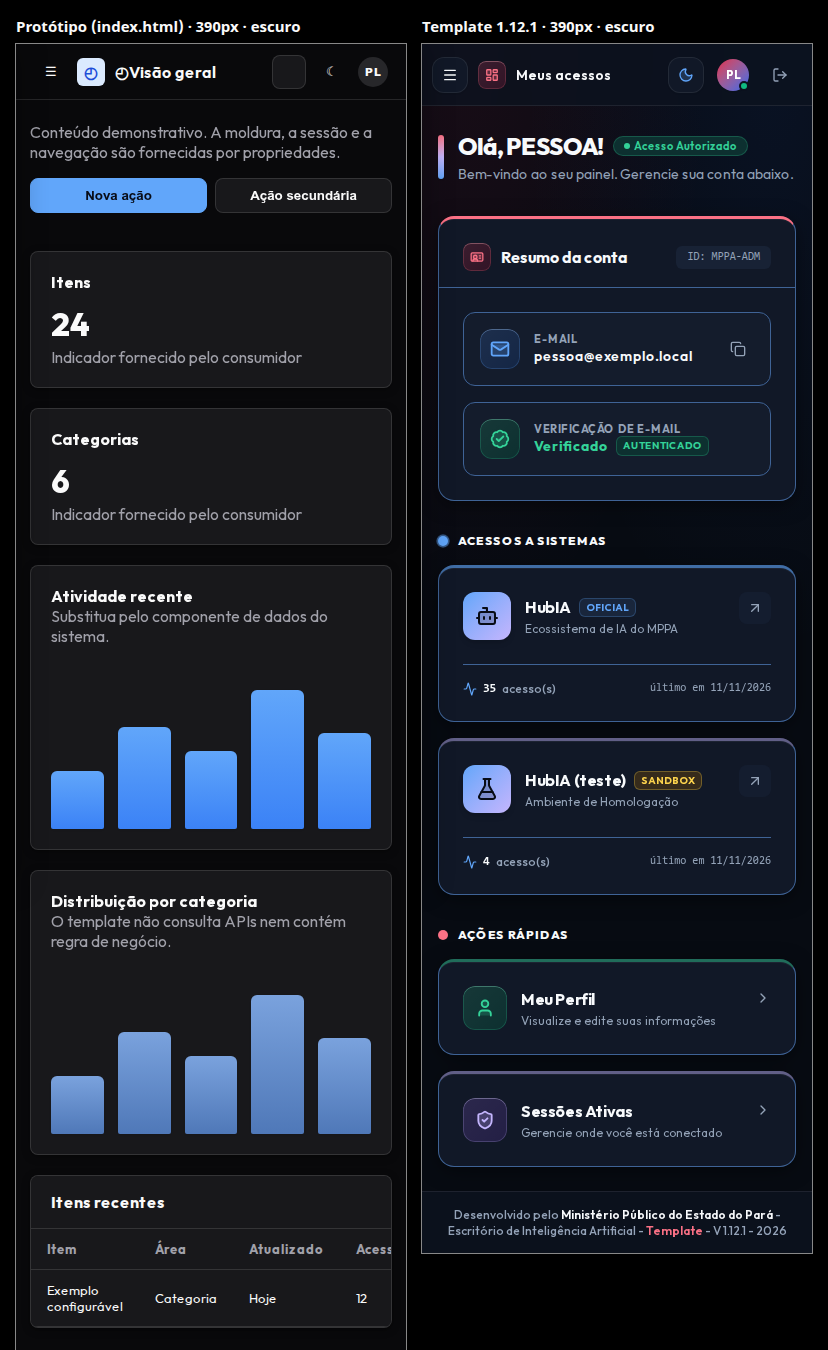 Protótipo (index.html) · 390px · escuro
Visão geral
PL
Conteúdo demonstrativo. A moldura, a sessão e a
navegação são fornecidas por propriedades.
Nova ação
Ação secundária
Itens
24
Indicador fornecido pelo consumidor
Categorias
6
Indicador fornecido pelo consumidor
Atividade recente
Substitua pelo componente de dados do
sistema.
Distribuição por categoria
O template não consulta APIs nem contém
regra de negócio.
Itens recentes
Item Área Atualizado Acess
Exemplo
configurável
Categoria Hoje 12
Template 1.12.1 · 390px · escuro
Meus acessos
PL
Olá, PESSOA!
Acesso Autorizado
Bem-vindo ao seu painel. Gerencie sua conta abaixo.
Resumo da conta
ID: MPPA-ADM
E-MAIL
pessoa@exemplo.local
VERIFICAÇÃO DE E-MAIL
Verificado AUTENTICADO
ACESSOS A SISTEMAS
HubIA OFICIAL
Ecossistema de IA do MPPA
35 acesso(s) último em 11/11/2026
HubIA (teste) SANDBOX
Ambiente de Homologação
4 acesso(s) último em 11/11/2026
AÇÕES RÁPIDAS
Meu Perfil
Visualize e edite suas informações
Sessões Ativas
Gerencie onde você está conectado
Desenvolvido pelo Ministério Público do Estado do Pará -
Escritório de Inteligência Artificial - Template - V1.12.1 - 2026